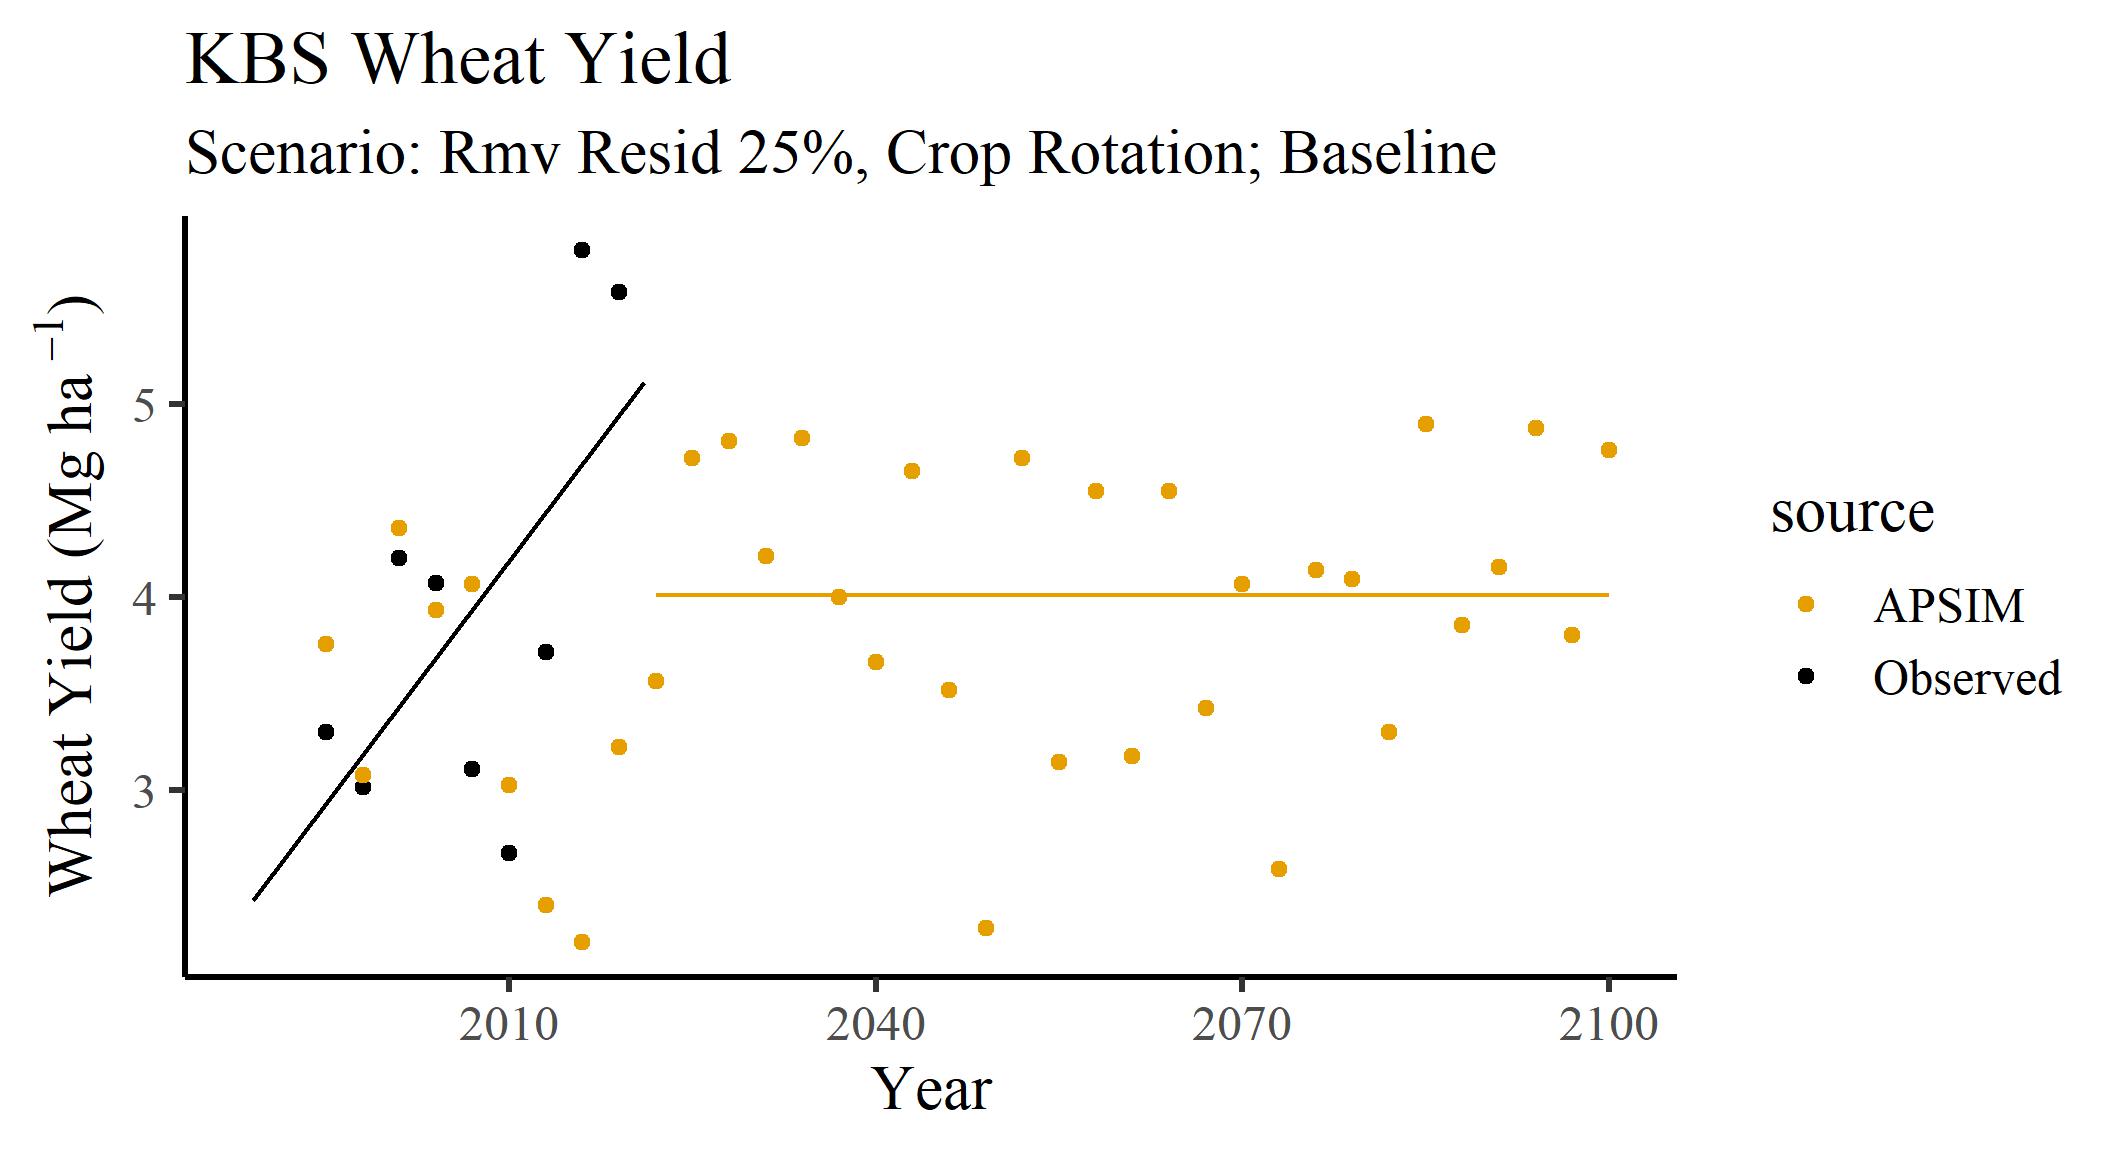 KBS Wheat Yield
Scenario: Rmv Resid 25%, Crop Rotation; Baseline
Wheat Yield (Mg ha −1)
5
4
3
2010 2040 2070 2100
Year
source
APSIM
Observed